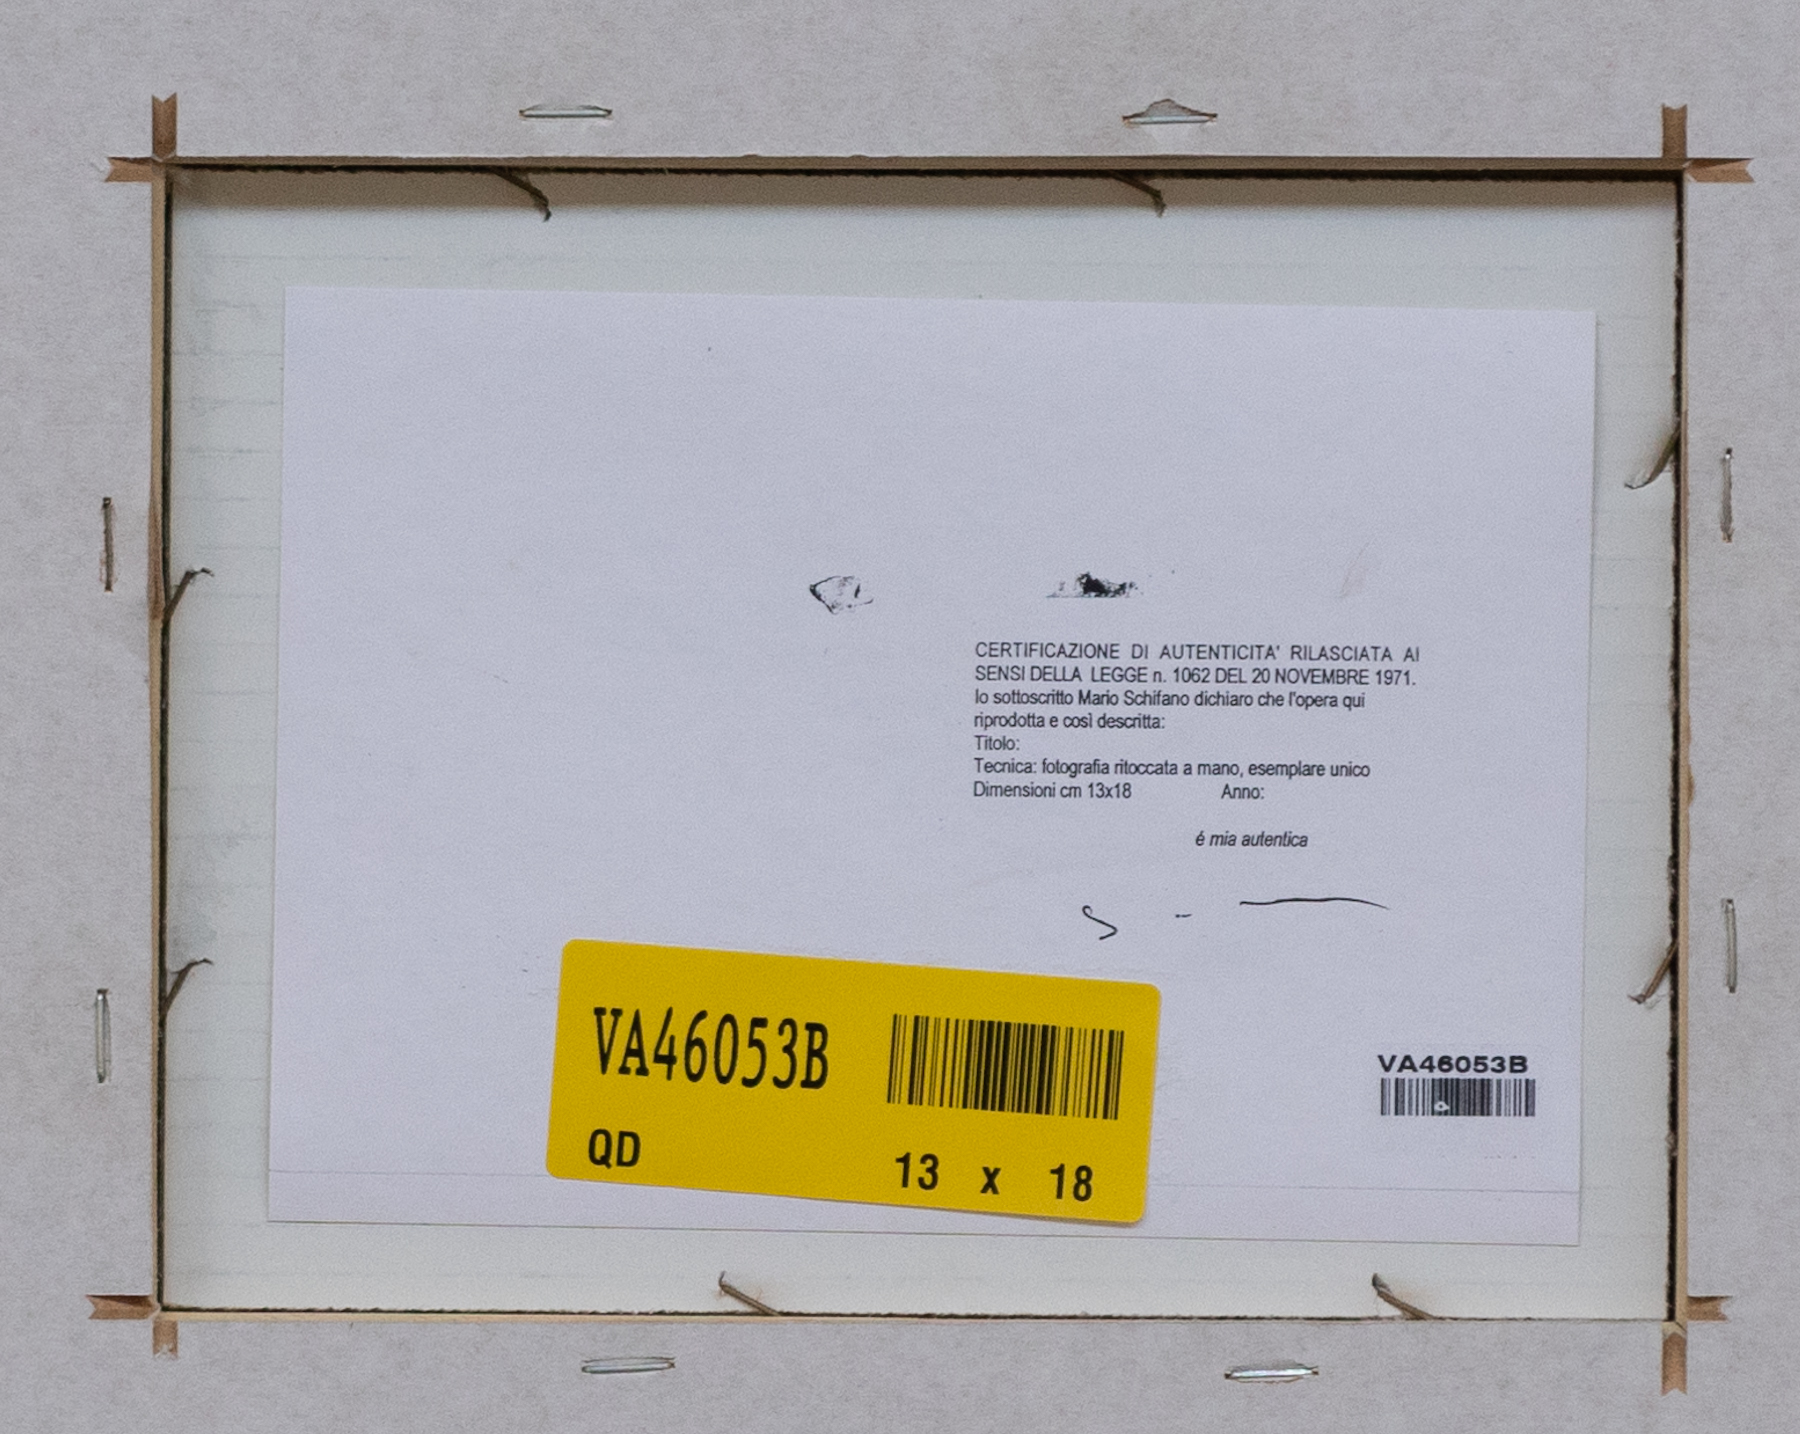 CERTIFICAZIONE DI AUTENTICITA' RILASCIATA AI
SENSI DELLA LEGGE n. 1062 DEL 20 NOVEMBRE 1971.
Io sottoscritto Mario Schifano dichiaro che l'opera qui
riprodotta e così descritta:
Titolo:
Tecnica: fotografia ritoccata a mano, esemplare unico
Dimensioni cm 13x18 Anno:
é mia autentica
VA46053B
QD 13 x 18
VA46053B